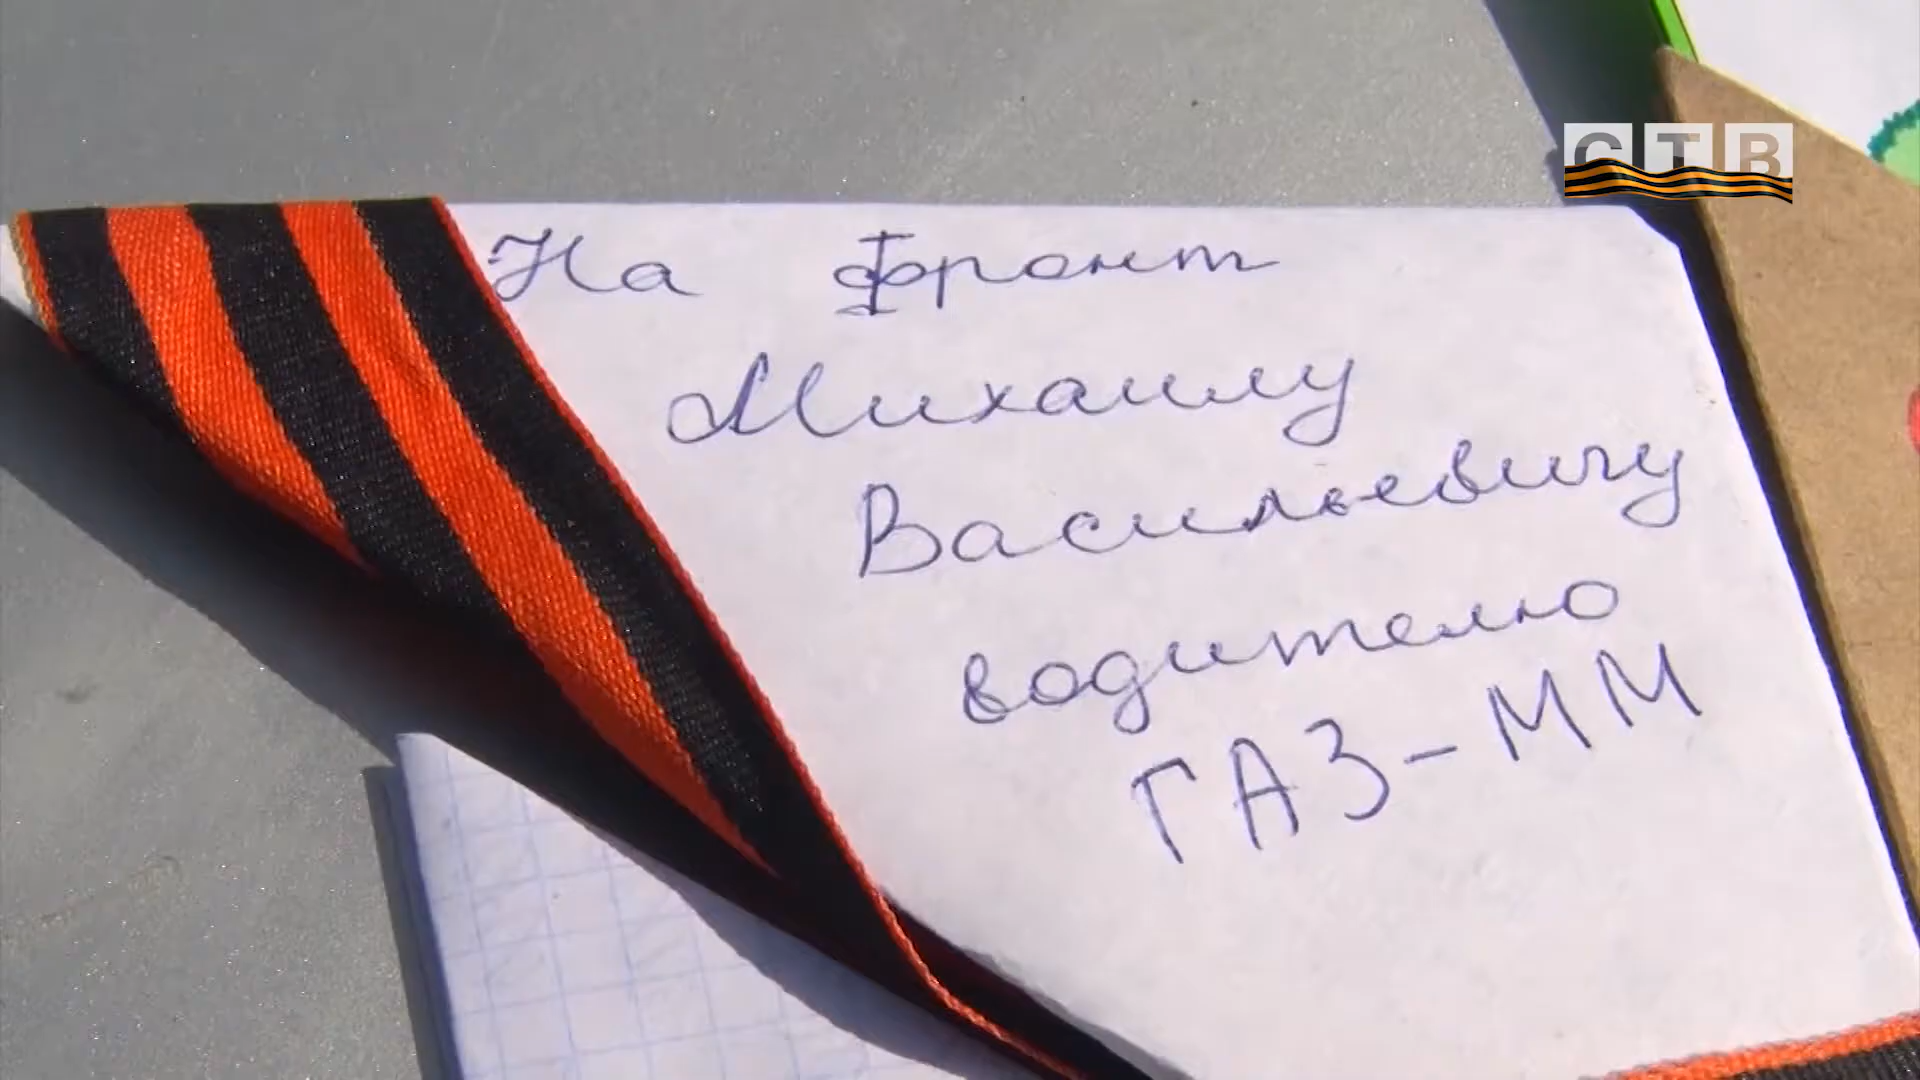 СТВ
На фронт
Михаилу
Васильевичу
водителю
ГАЗ-ММ